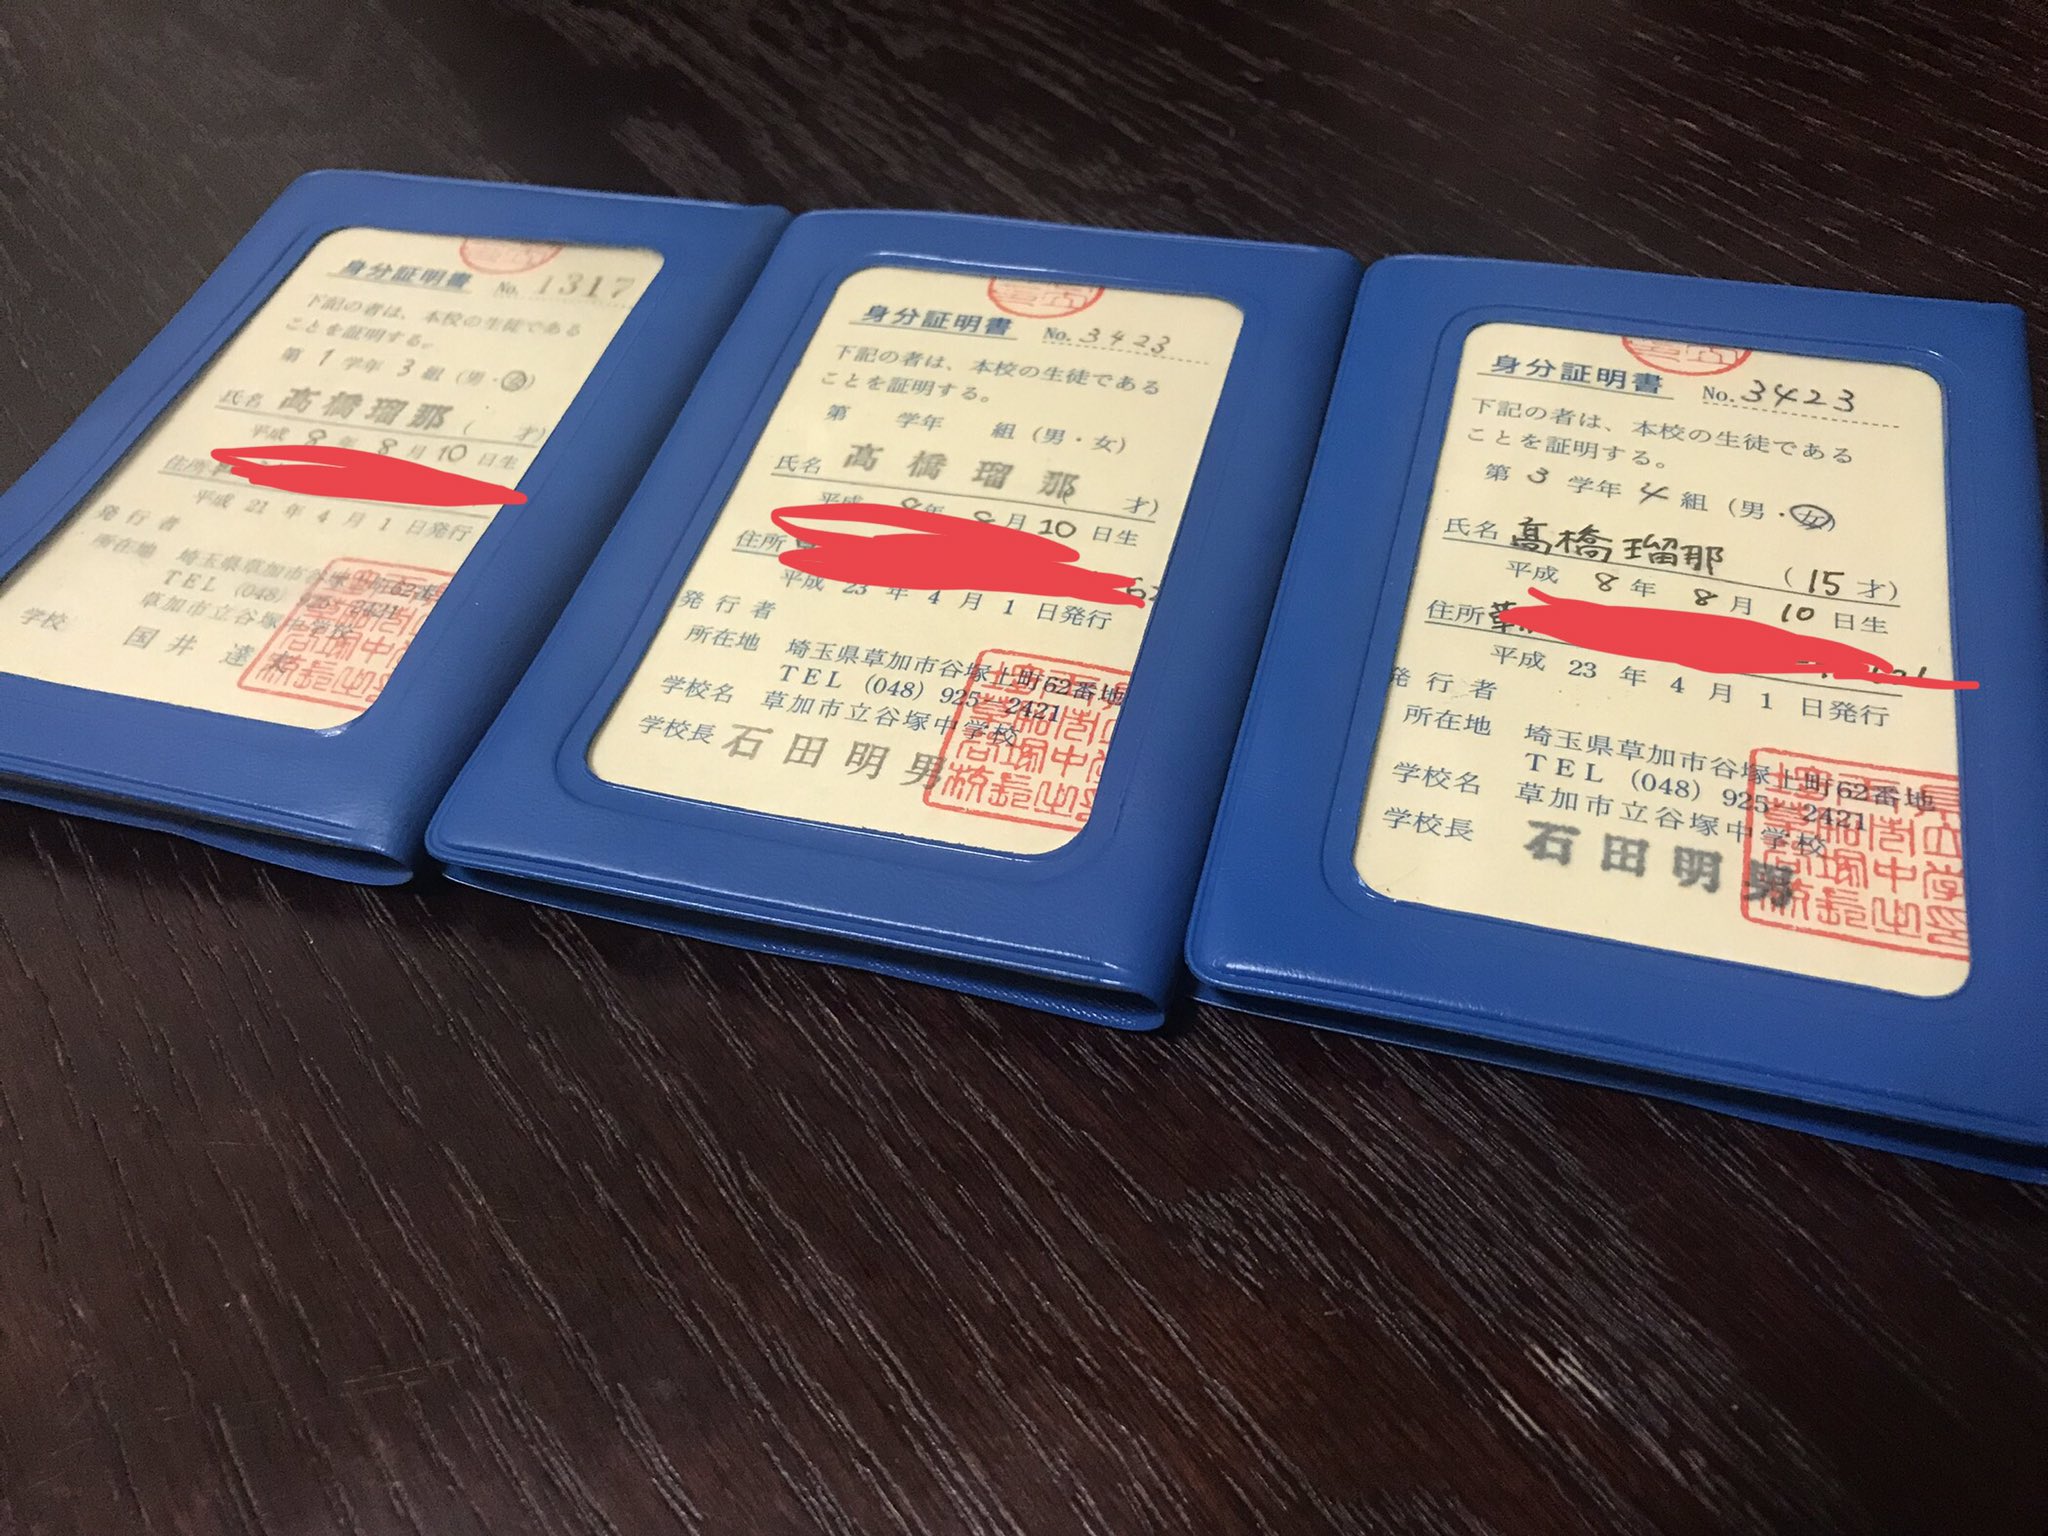 身分証明書 No. 1317
下記の者は、本校の生徒である
ことを証明する。
第 1 学年 3 組 (男・女)
氏名 髙橋瑠那 ( 才)
平成 8 年 8 月 10 日生
住所
平成 21 年 4 月 1 日発行
発行者
所在地 埼玉県草加市谷塚上町62番地
TEL (048) 925-2421
草加市立谷塚中学校
学校
国井達
身分証明書 No. 3423
下記の者は、本校の生徒である
ことを証明する。
第 学年 組 (男・女)
氏名 髙橋瑠那 ( 才)
平成 8年 8月 10 日生
住所
平成 23 年 4 月 1 日発行
発行者
所在地 埼玉県草加市谷塚上町62番地
TEL (048) 925-2421
学校名 草加市立谷塚中学校
学校長 石田明男
身分証明書 No. 3423
下記の者は、本校の生徒である
ことを証明する。
第 3 学年 4 組 (男・女)
氏名 髙橋瑠那 (15才)
平成 8 年 8 月 10 日生
住所
平成 23 年 4 月 1 日発行
発行者
所在地 埼玉県草加市谷塚上町62番地
TEL (048) 925-2421
学校名 草加市立谷塚中学校
学校長 石田明男